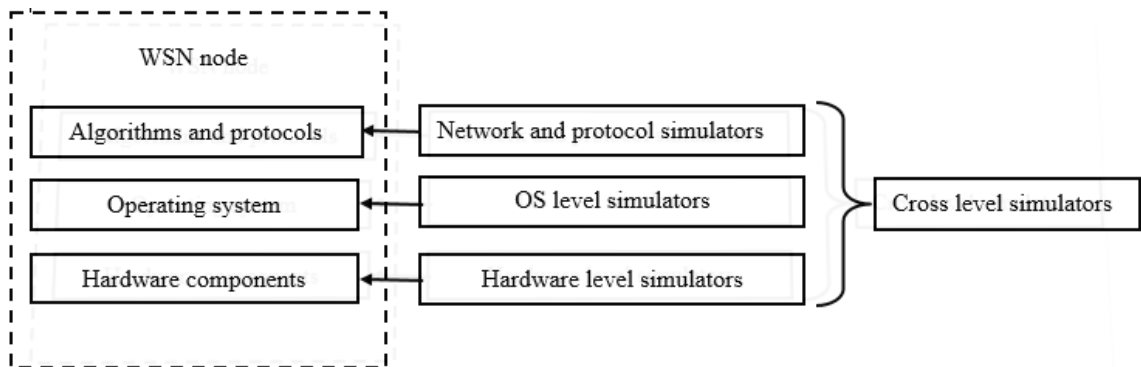 WSN node
Algorithms and protocols
Network and protocol simulators
Operating system
OS level simulators
Cross level simulators
Hardware components
Hardware level simulators